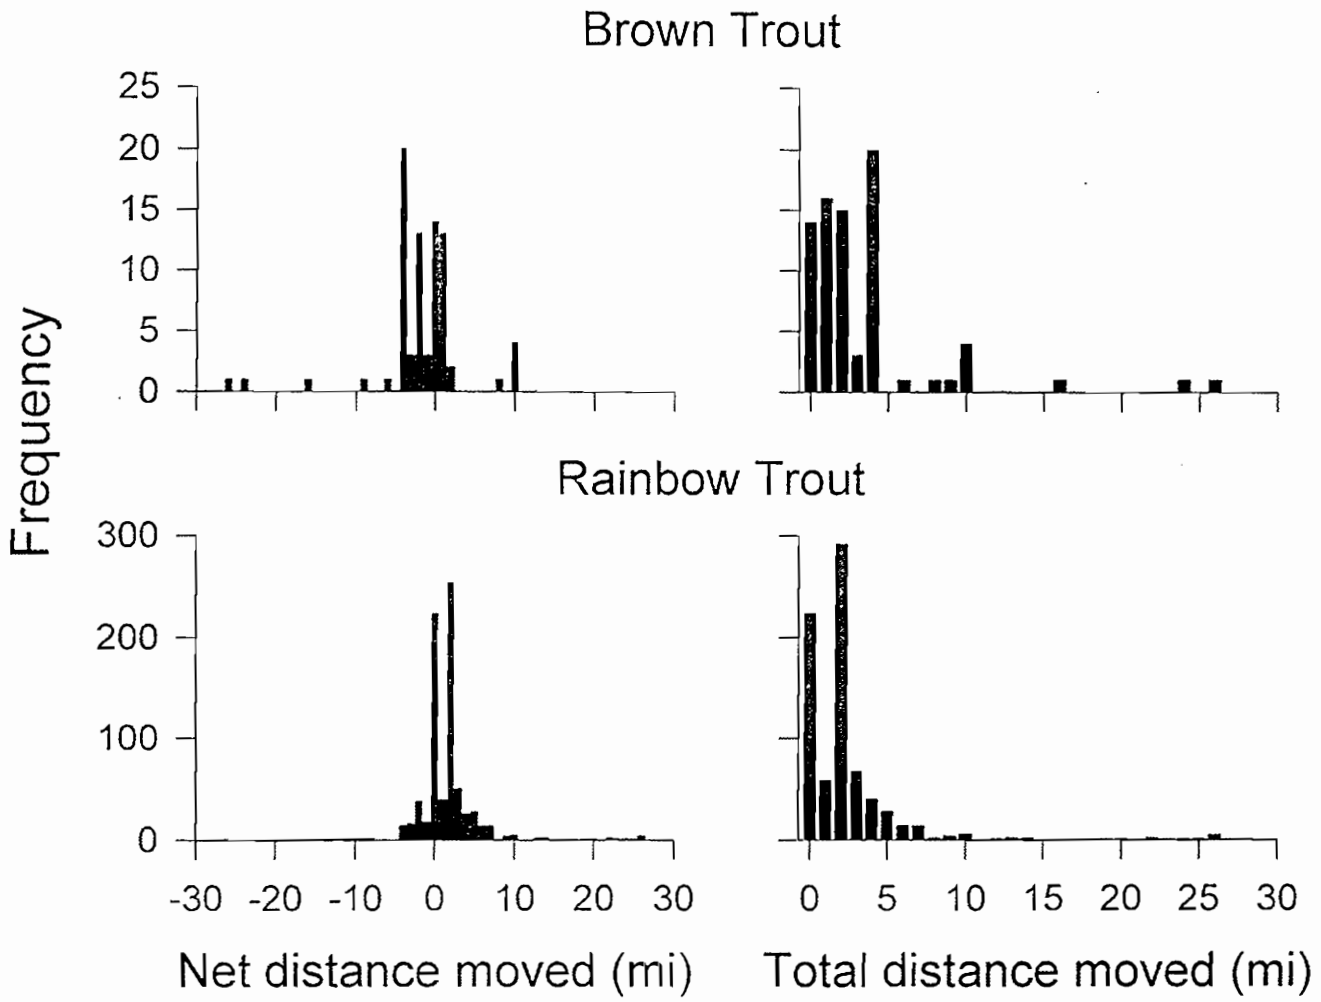 Brown Trout
25
20
15
10
5
0
Rainbow Trout
Frequency
300
200
100
0
-30 -20 -10 0 10 20 30
0 5 10 15 20 25 30
Net distance moved (mi)
Total distance moved (mi)